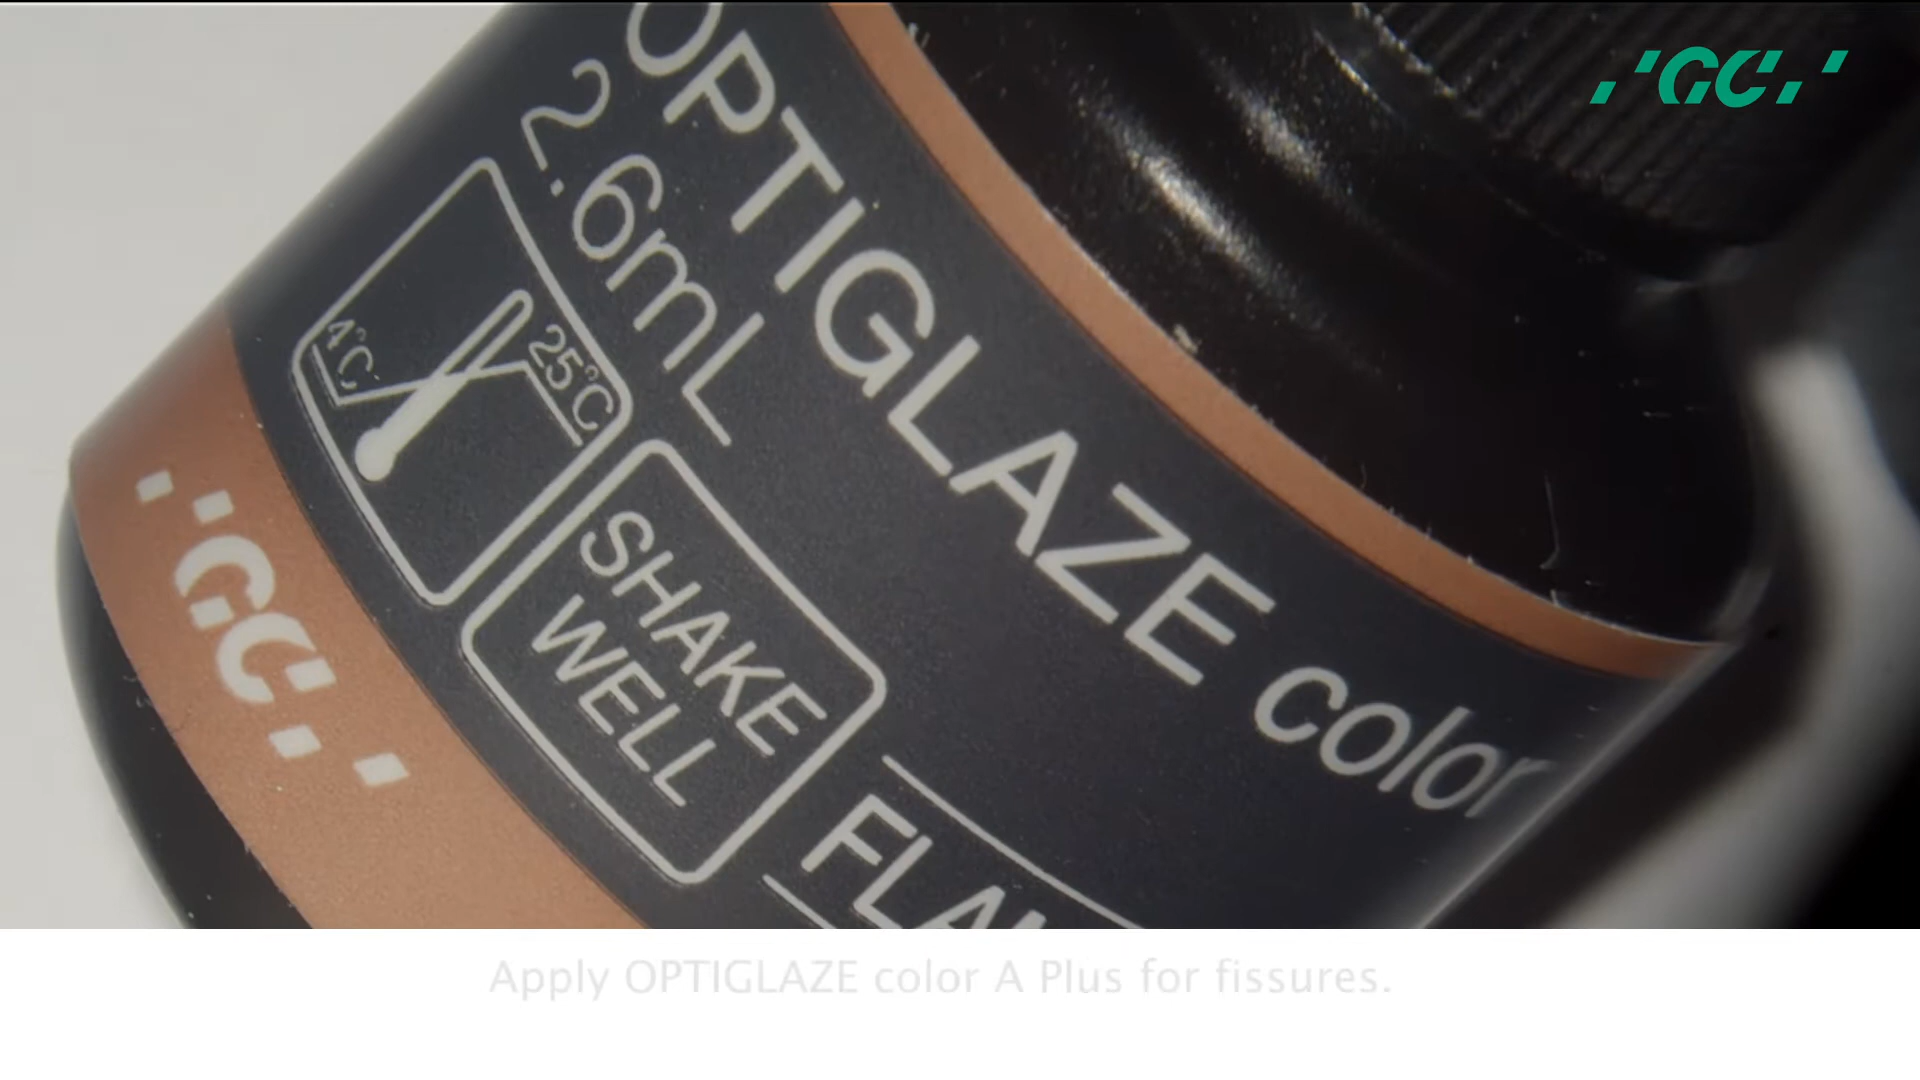 GC
OPTIGLAZE color
2.6mL
4°C
25°C
SHAKE
WELL
GC
Apply OPTIGLAZE color A Plus for fissures.